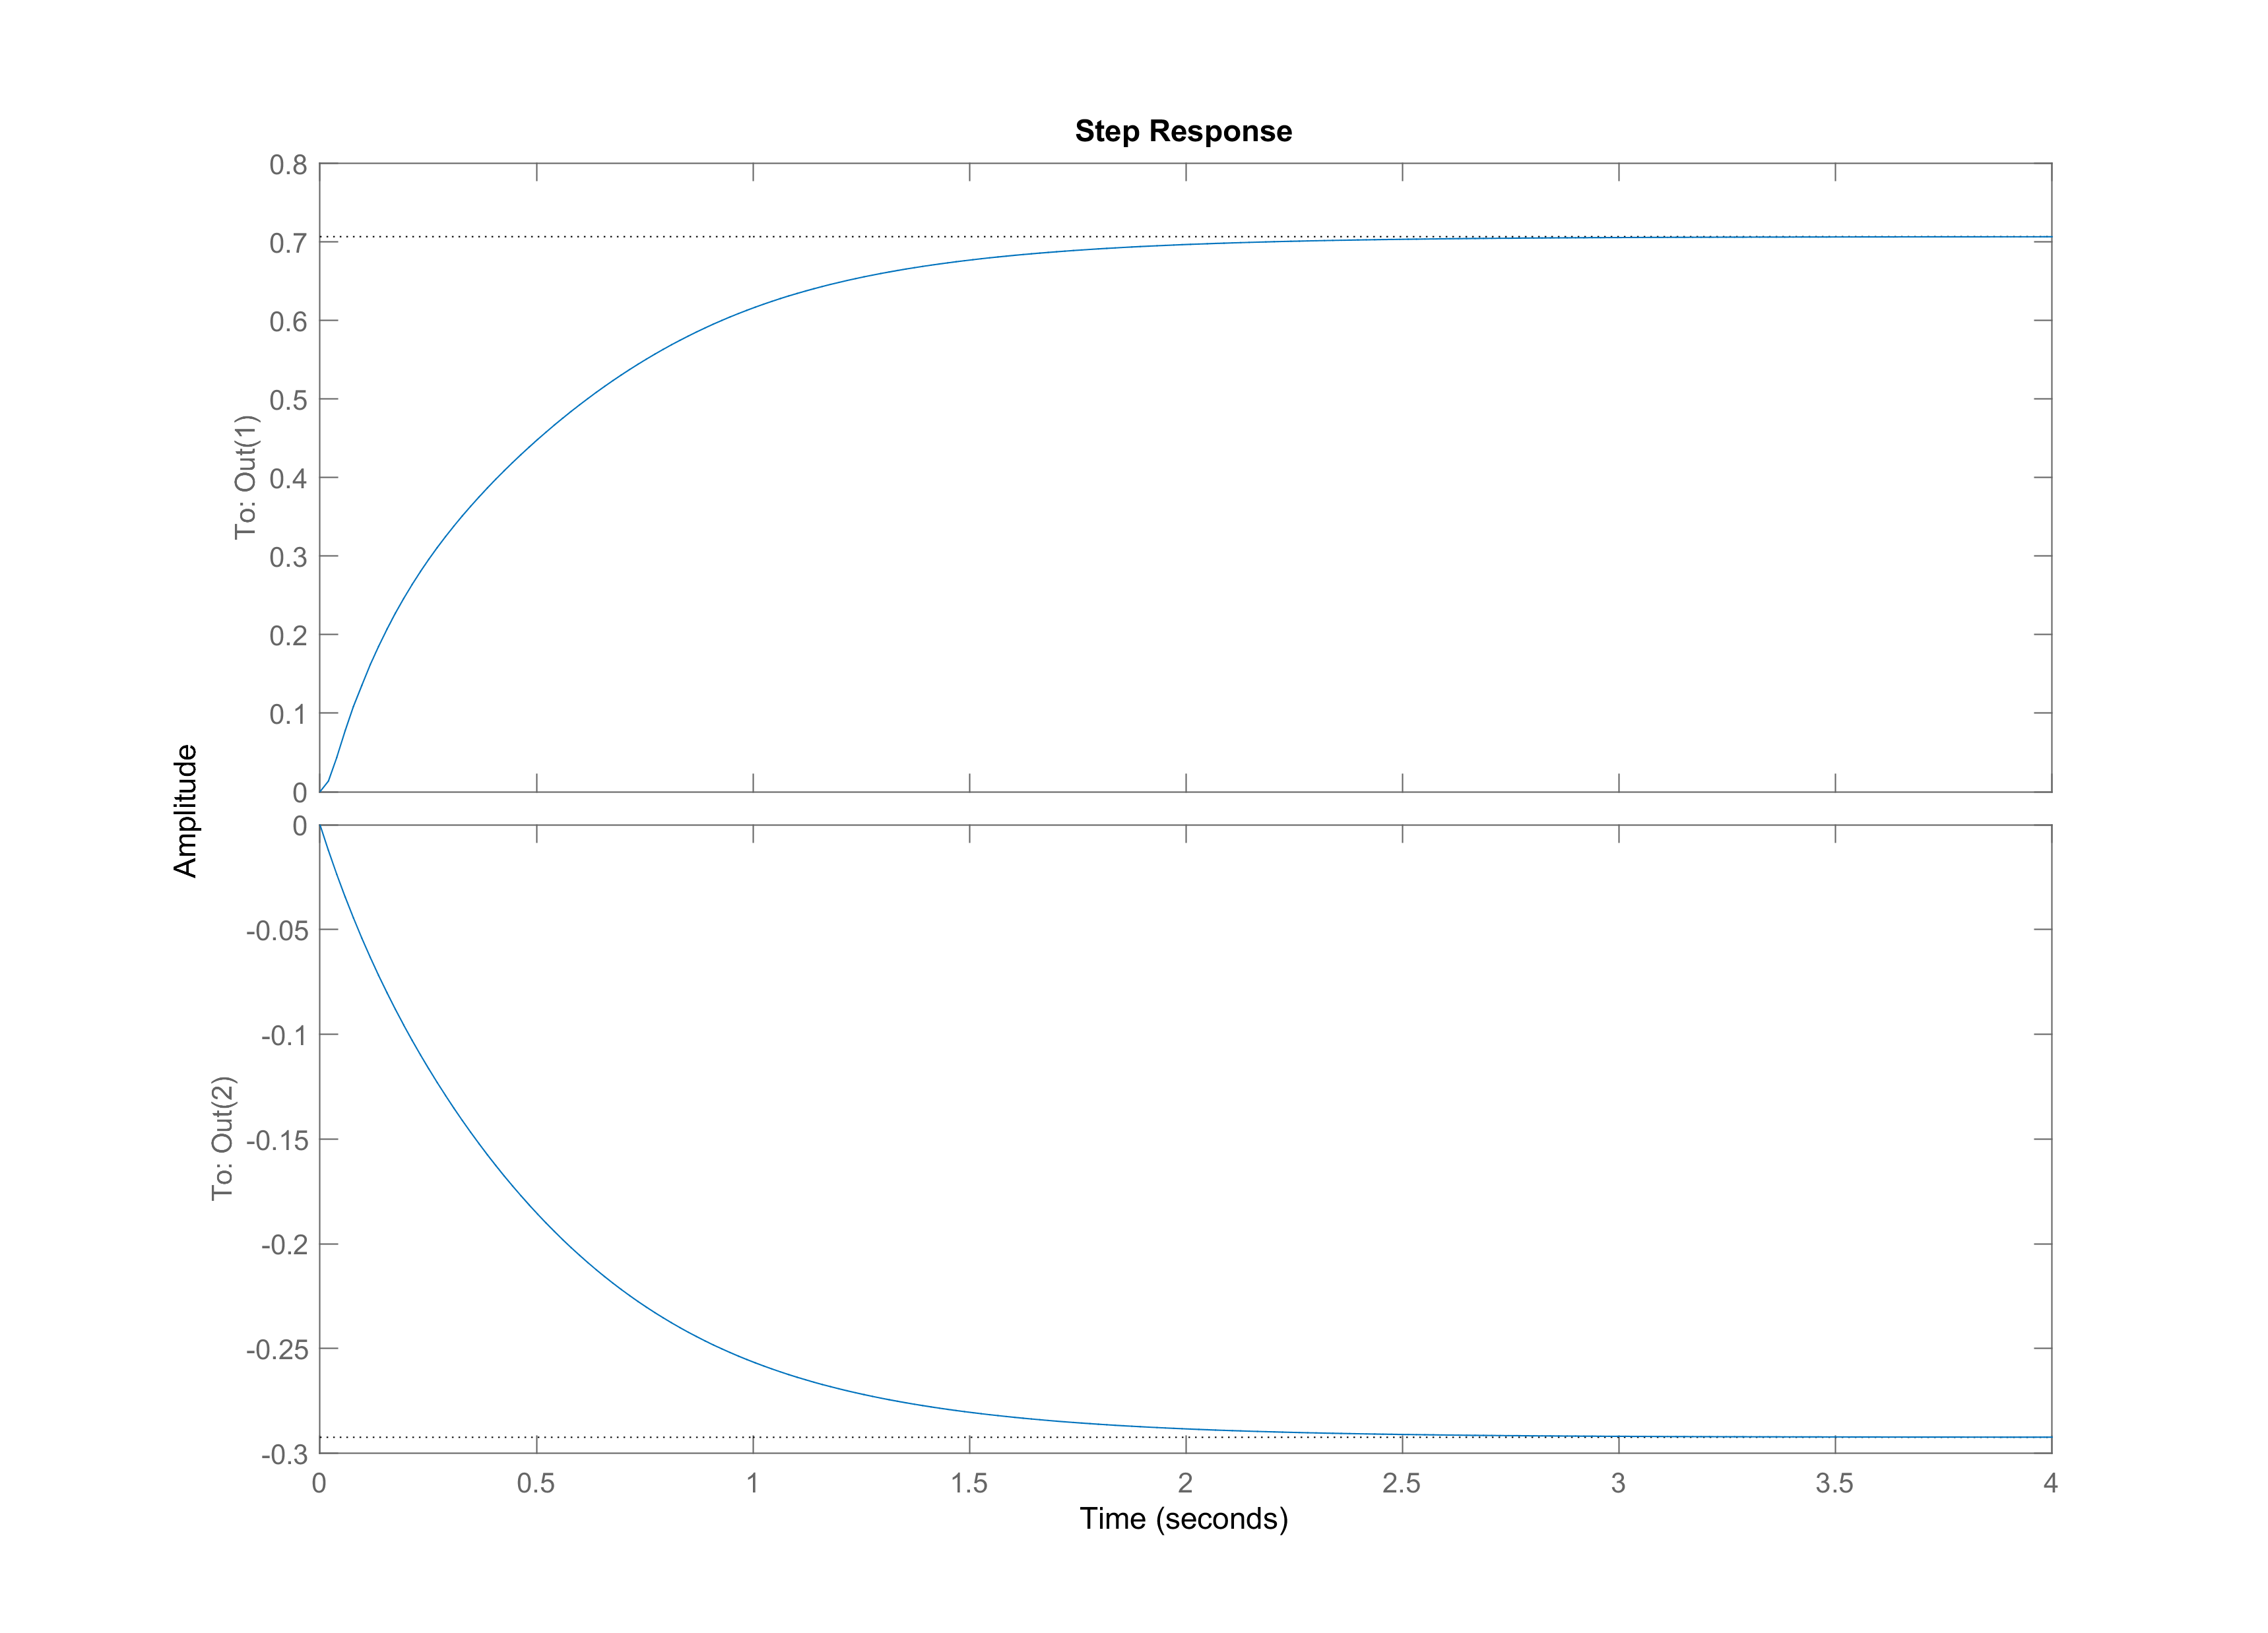 Step Response
Amplitude
To: Out(1)
0.8
0.7
0.6
0.5
0.4
0.3
0.2
0.1
0
To: Out(2)
0
-0.05
-0.1
-0.15
-0.2
-0.25
-0.3
0 0.5 1 1.5 2 2.5 3 3.5 4
Time (seconds)